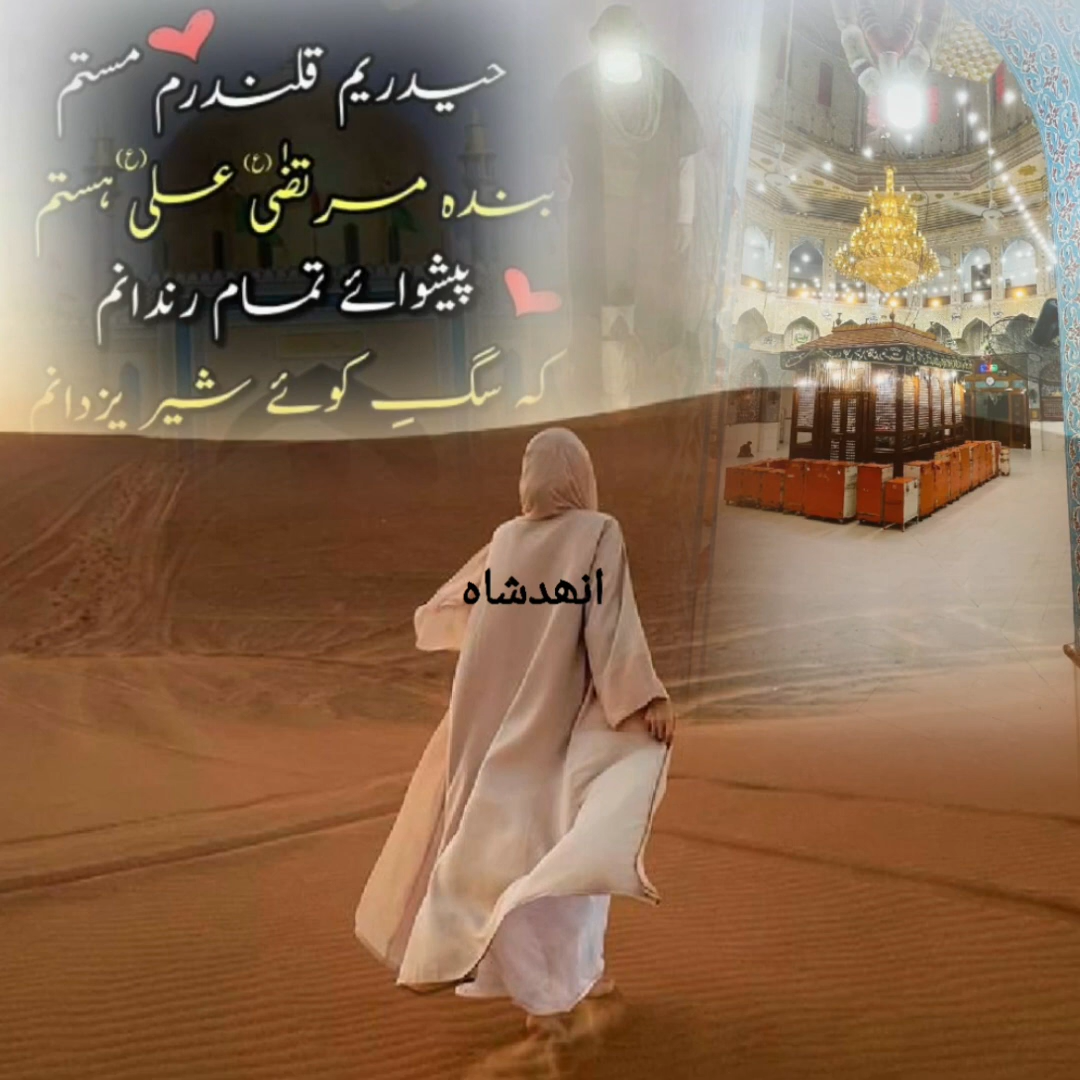 حیدریم قلندرم مستم
بندہ مرتضیٰ(ع) علی(ع) ہستم
پیشوائے تمام رندانم
کہ سگِ کوئے شیر یزدانم
انھدشاہ